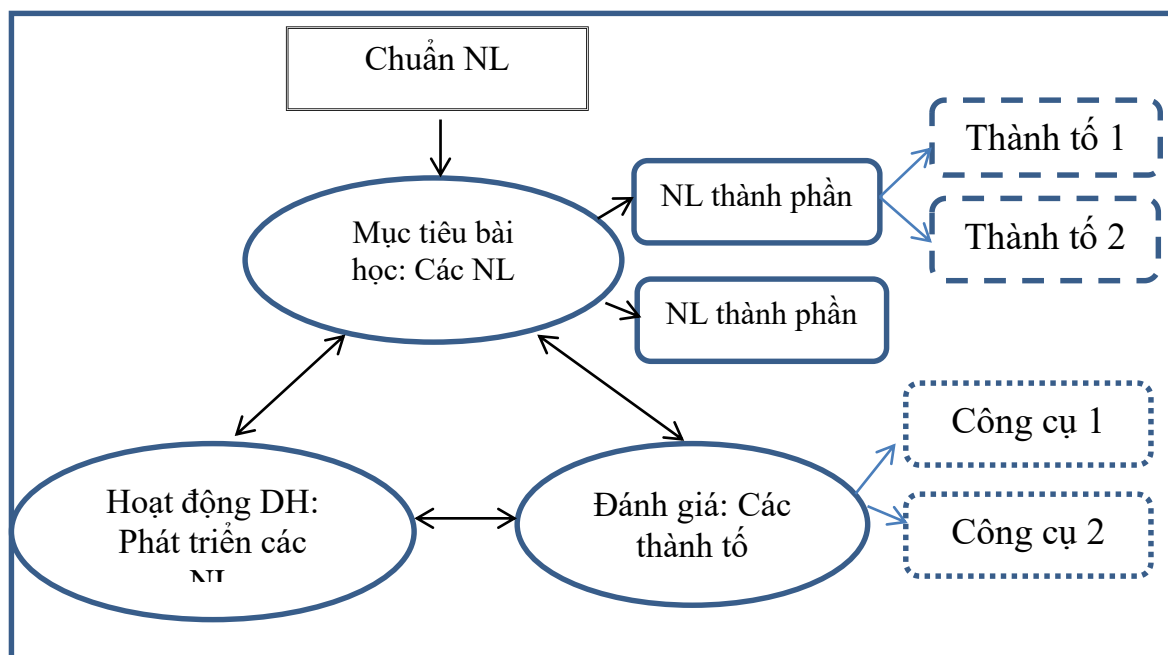 Chuẩn NL
Thành tố 1
NL thành phần
Mục tiêu bài
học: Các NL
Thành tố 2
NL thành phần
Công cụ 1
Hoạt động DH:
Phát triển các
NL
Đánh giá: Các
thành tố
Công cụ 2